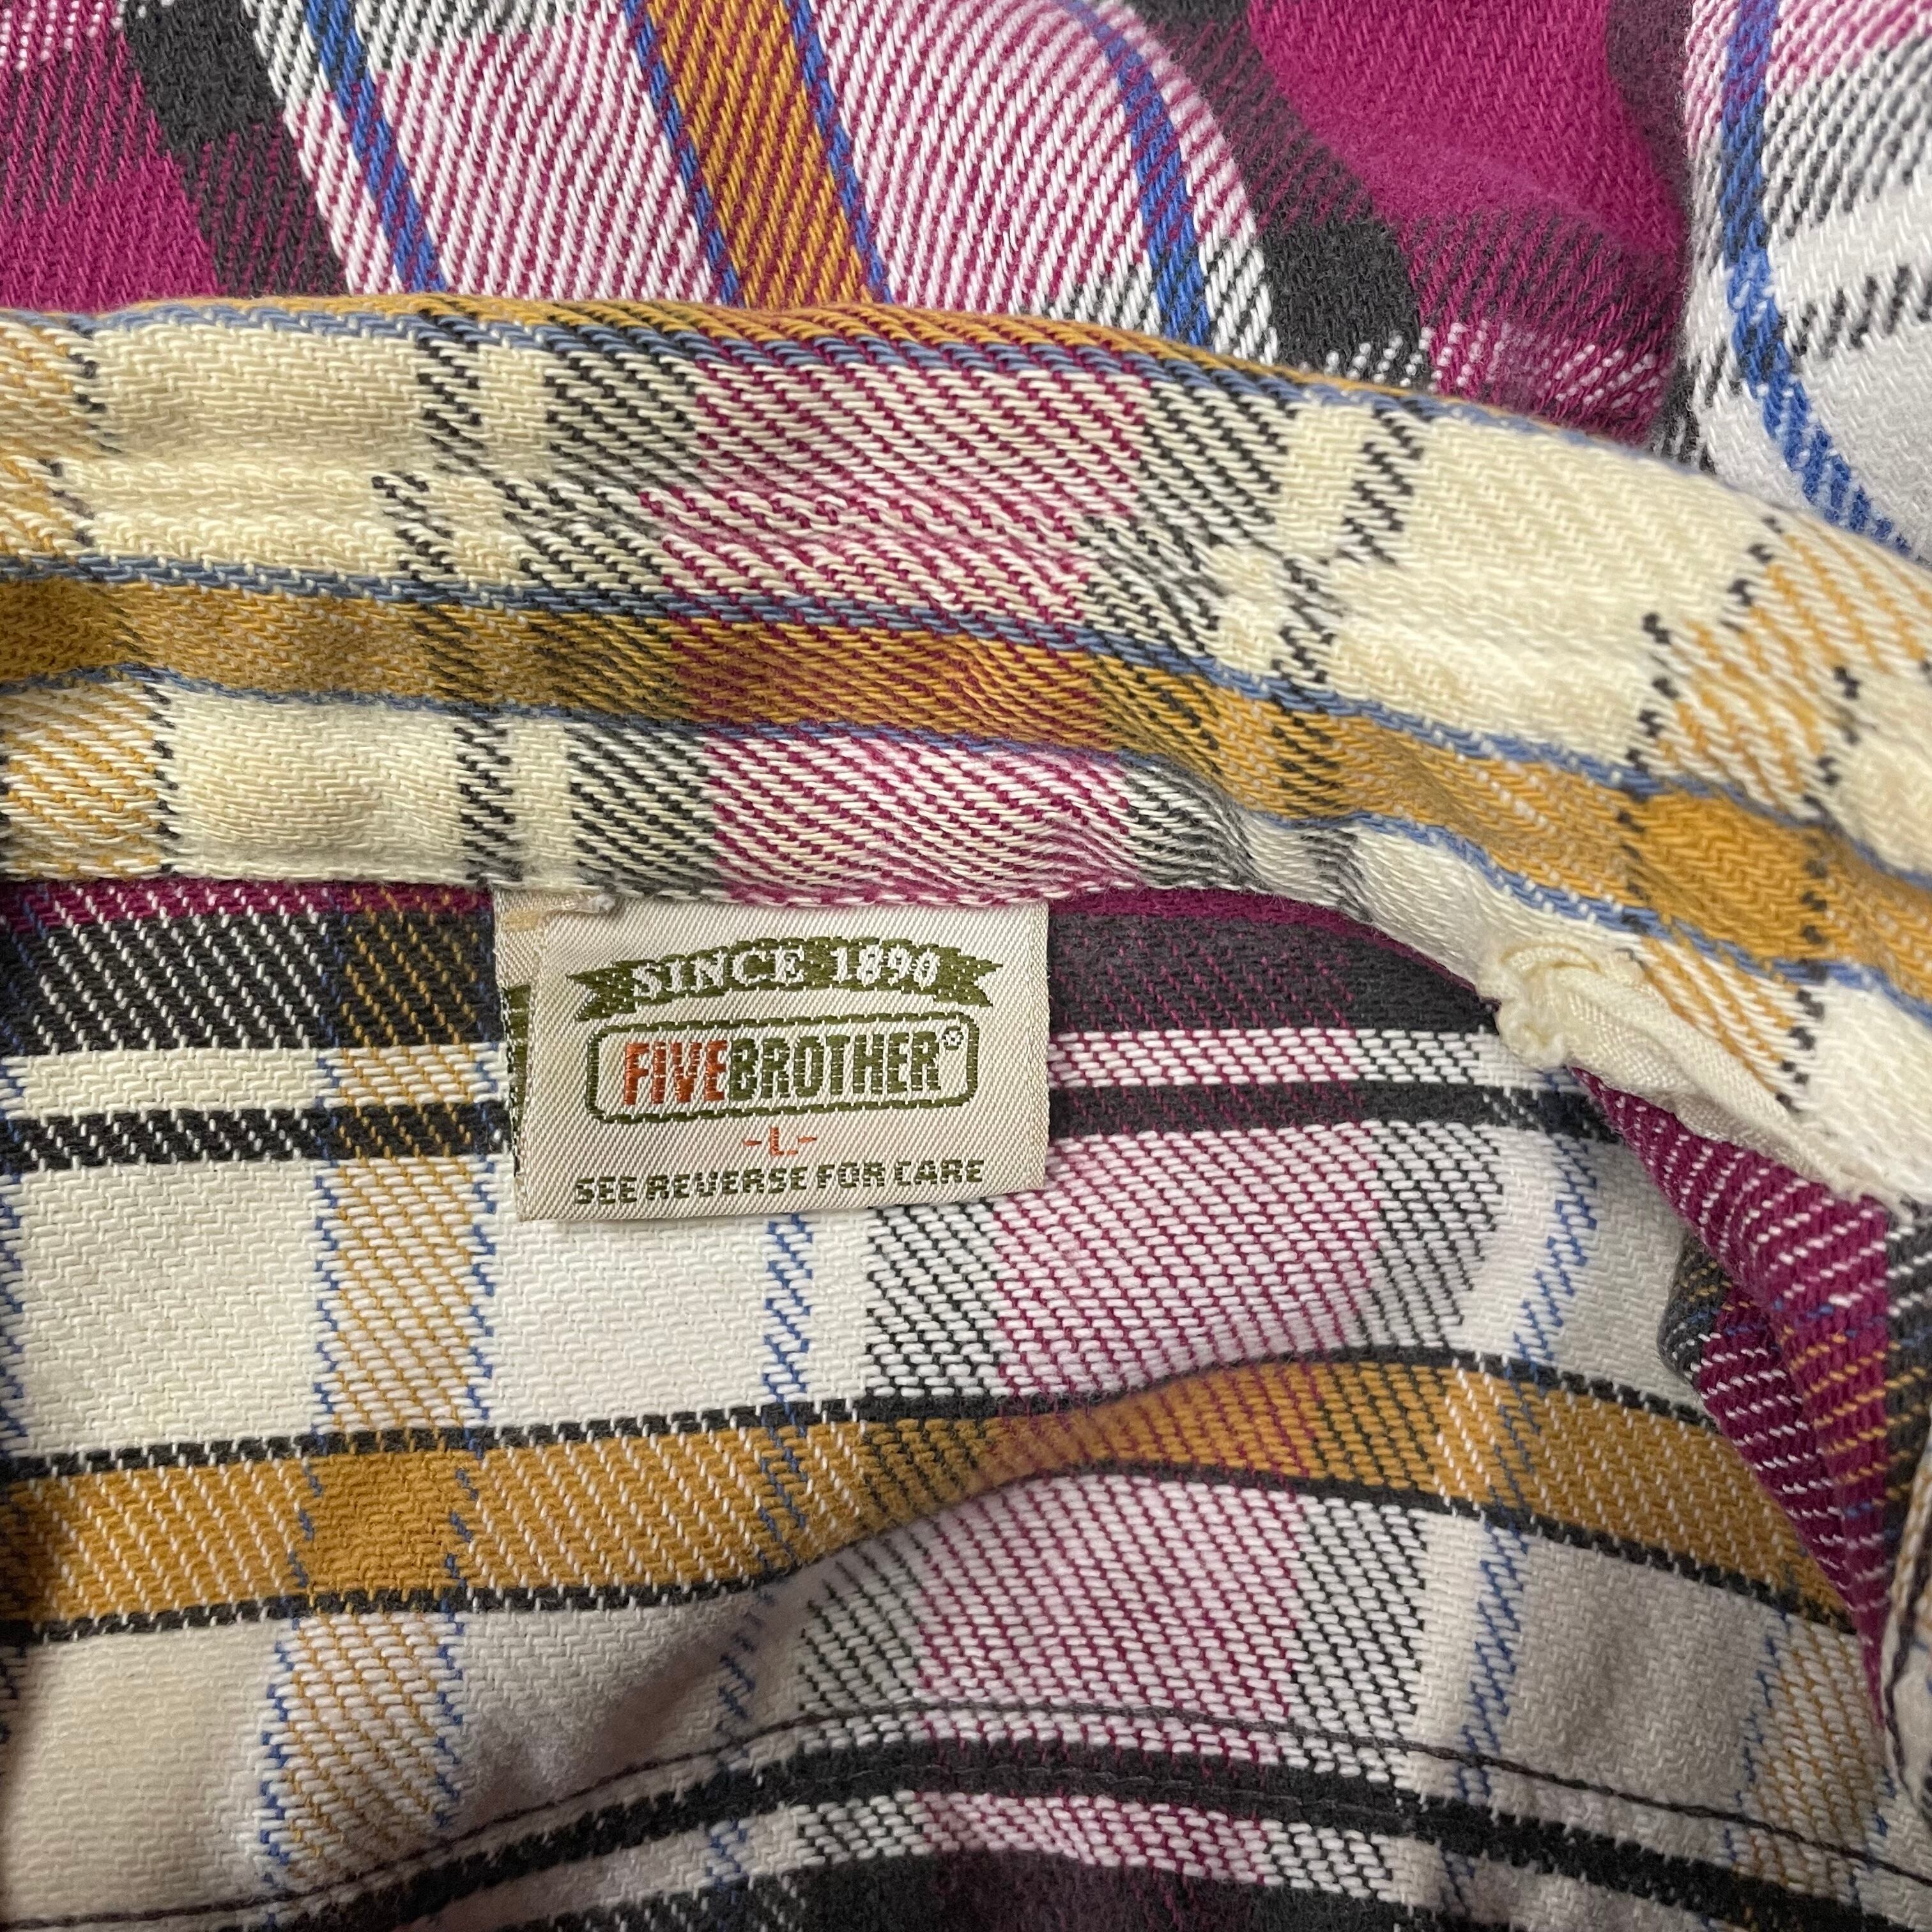 SINCE 1890
FIVEBROTHER®
-L-
SEE REVERSE FOR CARE